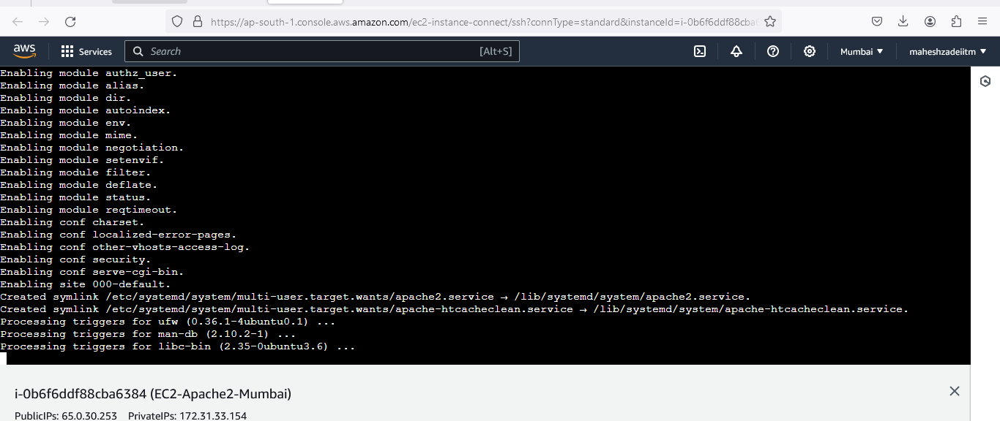 https://ap-south-1.console.aws.amazon.com/ec2-instance-connect/ssh?connType=standard&instanceId=i-0b6f6ddf88cba
aws Services Search [Alt+S] Mumbai maheshzadeiitm
Enabling module authz_user.
Enabling module alias.
Enabling module dir.
Enabling module autoindex.
Enabling module env.
Enabling module mime.
Enabling module negotiation.
Enabling module setenvif.
Enabling module filter.
Enabling module deflate.
Enabling module status.
Enabling module reqtimeout.
Enabling conf charset.
Enabling conf localized-error-pages.
Enabling conf other-vhosts-access-log.
Enabling conf security.
Enabling conf serve-cgi-bin.
Enabling site 000-default.
Created symlink /etc/systemd/system/multi-user.target.wants/apache2.service → /lib/systemd/system/apache2.service.
Created symlink /etc/systemd/system/multi-user.target.wants/apache-htcacheclean.service → /lib/systemd/system/apache-htcacheclean.service.
Processing triggers for ufw (0.36.1-4ubuntu0.1) ...
Processing triggers for man-db (2.10.2-1) ...
Processing triggers for libc-bin (2.35-0ubuntu3.6) ...
i-0b6f6ddf88cba6384 (EC2-Apache2-Mumbai)
PublicIPs: 65.0.30.253 PrivateIPs: 172.31.33.154